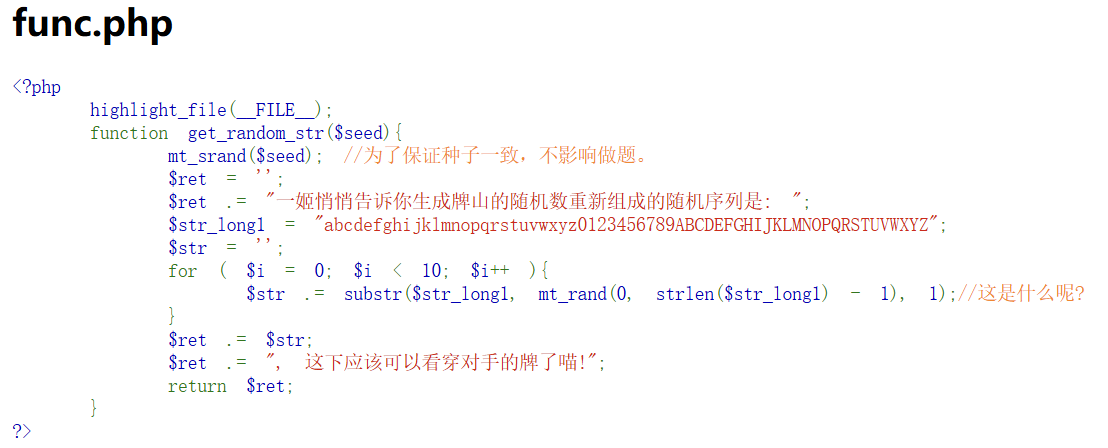 func.php
<?php
highlight_file(__FILE__);
function get_random_str($seed){
mt_srand($seed); //为了保证种子一致，不影响做题。
$ret = '';
$ret .= "一姬悄悄告诉你生成牌山的随机数重新组成的随机序列是: ";
$str_long1 = "abcdefghijklmnopqrstuvwxyz0123456789ABCDEFGHIJKLMNOPQRSTUVWXYZ";
$str = '';
for ( $i = 0; $i < 10; $i++ ){
$str .= substr($str_long1, mt_rand(0, strlen($str_long1) - 1), 1);//这是什么呢?
}
$ret .= $str;
$ret .= ", 这下应该可以看穿对手的牌了喵!";
return $ret;
}
?>